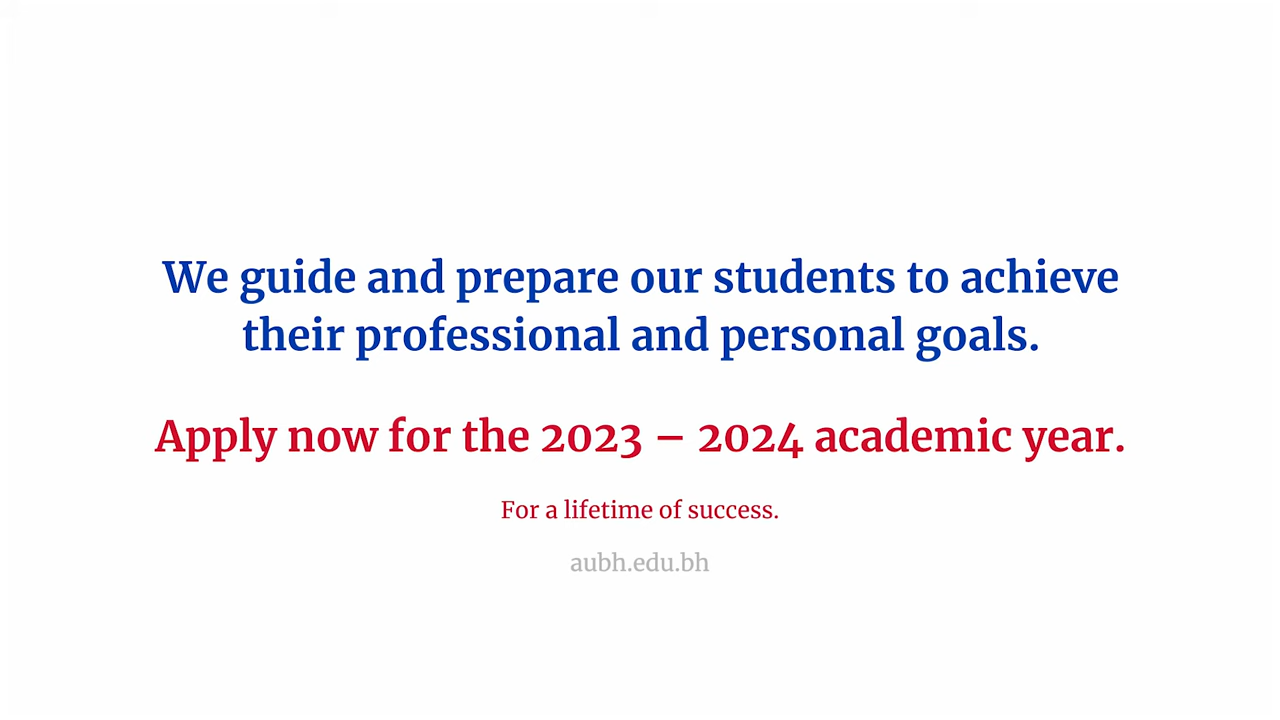 We guide and prepare our students to achieve
their professional and personal goals.
Apply now for the 2023 – 2024 academic year.
For a lifetime of success.
aubh.edu.bh